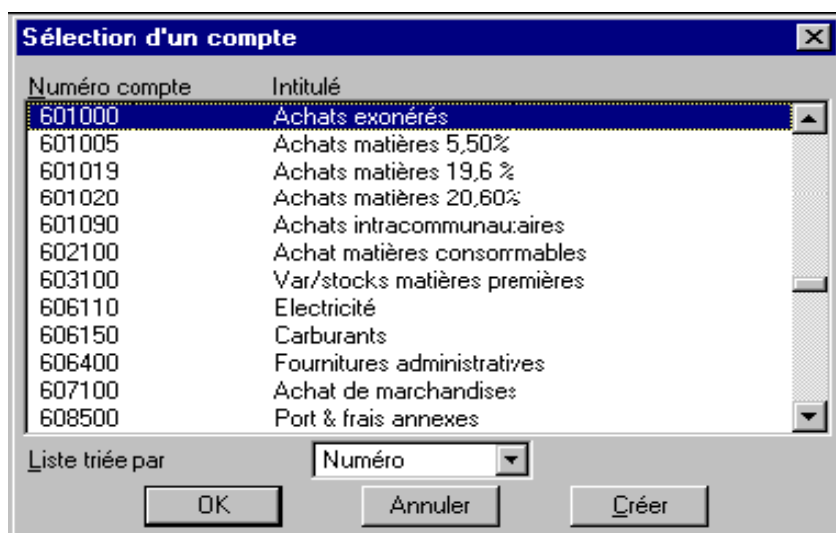 Sélection d'un compte
Numéro compte Intitulé
601000 Achats exonérés
601005 Achats matières 5,50%
601019 Achats matières 19,6 %
601020 Achats matières 20,60%
601090 Achats intracommunautaires
602100 Achat matières consommables
603100 Var/stocks matières premières
606110 Electricité
606150 Carburants
606400 Fournitures administratives
607100 Achat de marchandises
608500 Port & frais annexes
Liste triée par Numéro
OK Annuler Créer